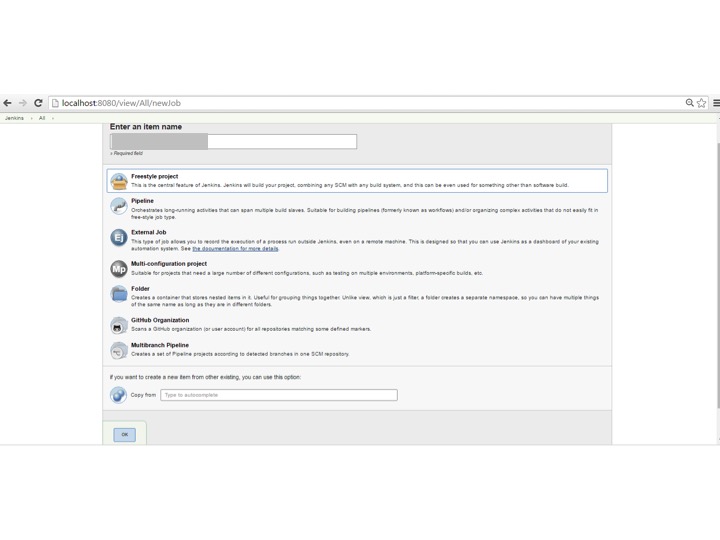 localhost:8080/view/All/newJob
Jenkins › All ›
Enter an item name
» Required field
Freestyle project
This is the central feature of Jenkins. Jenkins will build your project, combining any SCM with any build system, and this can be even used for something other than software build.
Pipeline
Orchestrates long-running activities that can span multiple build slaves. Suitable for building pipelines (formerly known as workflows) and/or organizing complex activities that do not easily fit in
free-style job type.
External Job
This type of job allows you to record the execution of a process run outside Jenkins, even on a remote machine. This is designed so that you can use Jenkins as a dashboard of your existing
automation system. See the documentation for more details.
Multi-configuration project
Suitable for projects that need a large number of different configurations, such as testing on multiple environments, platform-specific builds, etc.
Folder
Creates a container that stores nested items in it. Useful for grouping things together. Unlike view, which is just a filter, a folder creates a separate namespace, so you can have multiple things
of the same name as long as they are in different folders.
GitHub Organization
Scans a GitHub organization (or user account) for all repositories matching some defined markers.
Multibranch Pipeline
Creates a set of Pipeline projects according to detected branches in one SCM repository.
If you want to create a new item from other existing, you can use this option:
Copy from Type to autocomplete
OK